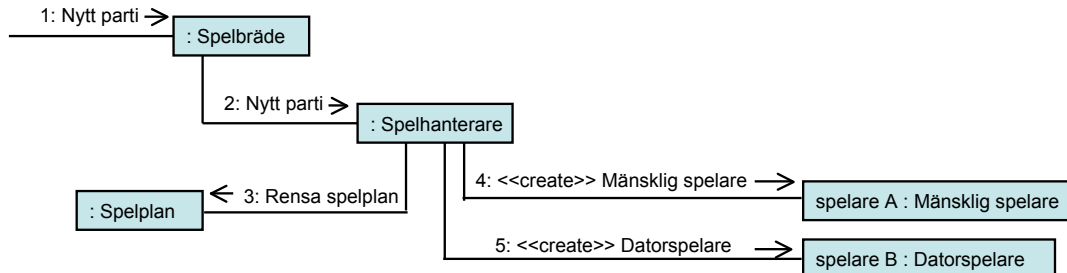 1: Nytt parti
: Spelbräde
2: Nytt parti
: Spelhanterare
3: Rensa spelplan
: Spelplan
4: <<create>> Mänsklig spelare
spelare A : Mänsklig spelare
5: <<create>> Datorspelare
spelare B : Datorspelare